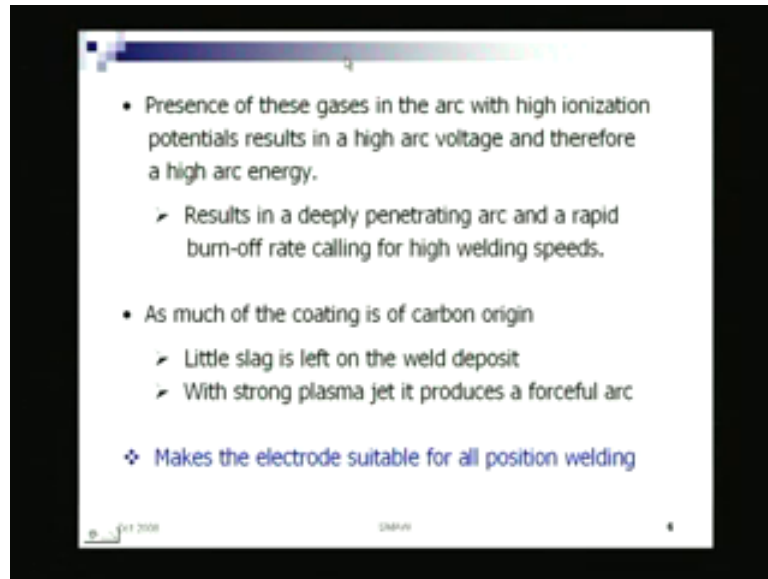 • Presence of these gases in the arc with high ionization
potentials results in a high arc voltage and therefore
a high arc energy.
➢ Results in a deeply penetrating arc and a rapid
burn-off rate calling for high welding speeds.
• As much of the coating is of carbon origin
➢ Little slag is left on the weld deposit
➢ With strong plasma jet it produces a forceful arc
❖ Makes the electrode suitable for all position welding
Oct 2008 SMAW 6